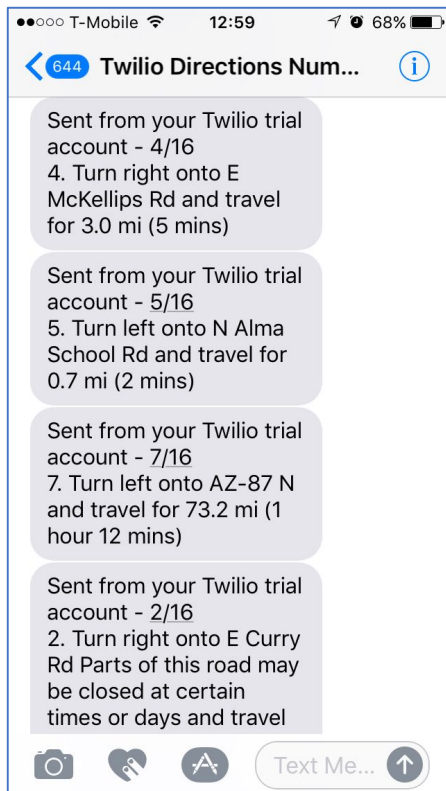 T-Mobile 12:59 68%
644 Twilio Directions Num...
Sent from your Twilio trial
account - 4/16
4. Turn right onto E
McKellips Rd and travel
for 3.0 mi (5 mins)
Sent from your Twilio trial
account - 5/16
5. Turn left onto N Alma
School Rd and travel for
0.7 mi (2 mins)
Sent from your Twilio trial
account - 7/16
7. Turn left onto AZ-87 N
and travel for 73.2 mi (1
hour 12 mins)
Sent from your Twilio trial
account - 2/16
2. Turn right onto E Curry
Rd Parts of this road may
be closed at certain
times or days and travel
Text Me...